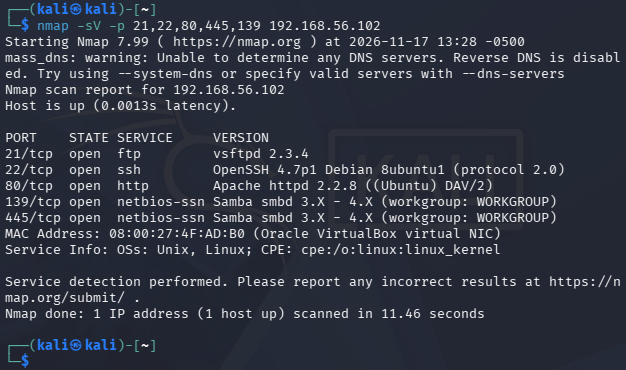 ┌──(kali㉿kali)-[~]
└─$ nmap -sV -p 21,22,80,445,139 192.168.56.102
Starting Nmap 7.99 ( https://nmap.org ) at 2026-11-17 13:28 -0500
mass_dns: warning: Unable to determine any DNS servers. Reverse DNS is disabl
ed. Try using --system-dns or specify valid servers with --dns-servers
Nmap scan report for 192.168.56.102
Host is up (0.0013s latency).

PORT    STATE SERVICE     VERSION
21/tcp  open  ftp         vsftpd 2.3.4
22/tcp  open  ssh         OpenSSH 4.7p1 Debian 8ubuntu1 (protocol 2.0)
80/tcp  open  http        Apache httpd 2.2.8 ((Ubuntu) DAV/2)
139/tcp open  netbios-ssn Samba smbd 3.X - 4.X (workgroup: WORKGROUP)
445/tcp open  netbios-ssn Samba smbd 3.X - 4.X (workgroup: WORKGROUP)
MAC Address: 08:00:27:4F:AD:B0 (Oracle VirtualBox virtual NIC)
Service Info: OSs: Unix, Linux; CPE: cpe:/o:linux:linux_kernel

Service detection performed. Please report any incorrect results at https://n
map.org/submit/ .
Nmap done: 1 IP address (1 host up) scanned in 11.46 seconds

┌──(kali㉿kali)-[~]
└─$
KALI